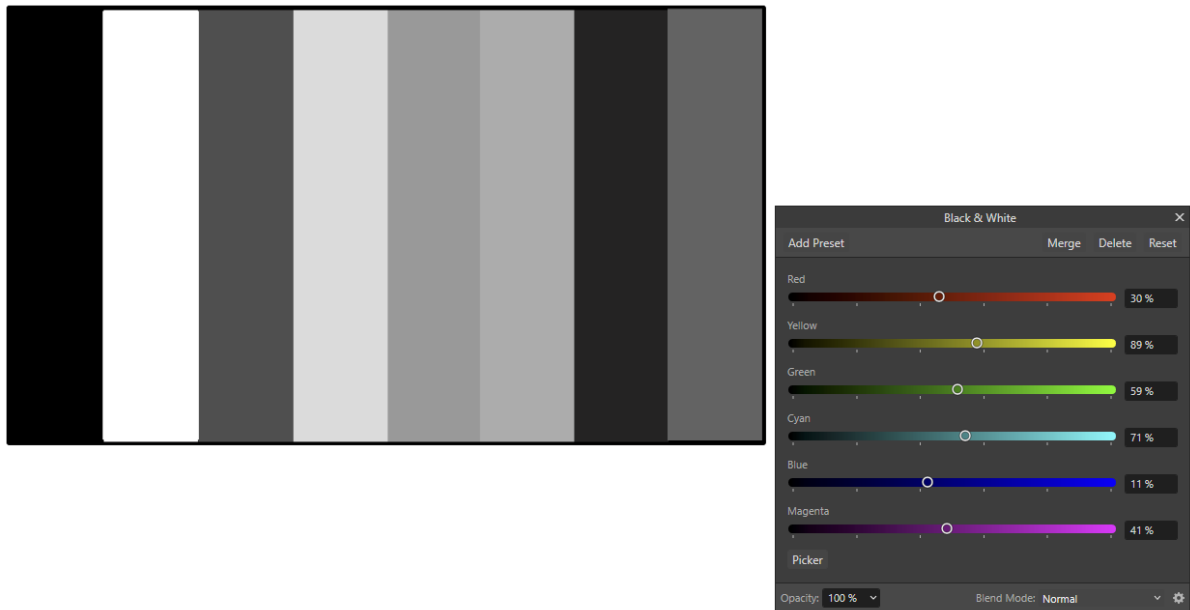 Black & White
Add Preset Merge Delete Reset
Red
30 %
Yellow
89 %
Green
59 %
Cyan
71 %
Blue
11 %
Magenta
41 %
Picker
Opacity: 100 % Blend Mode: Normal